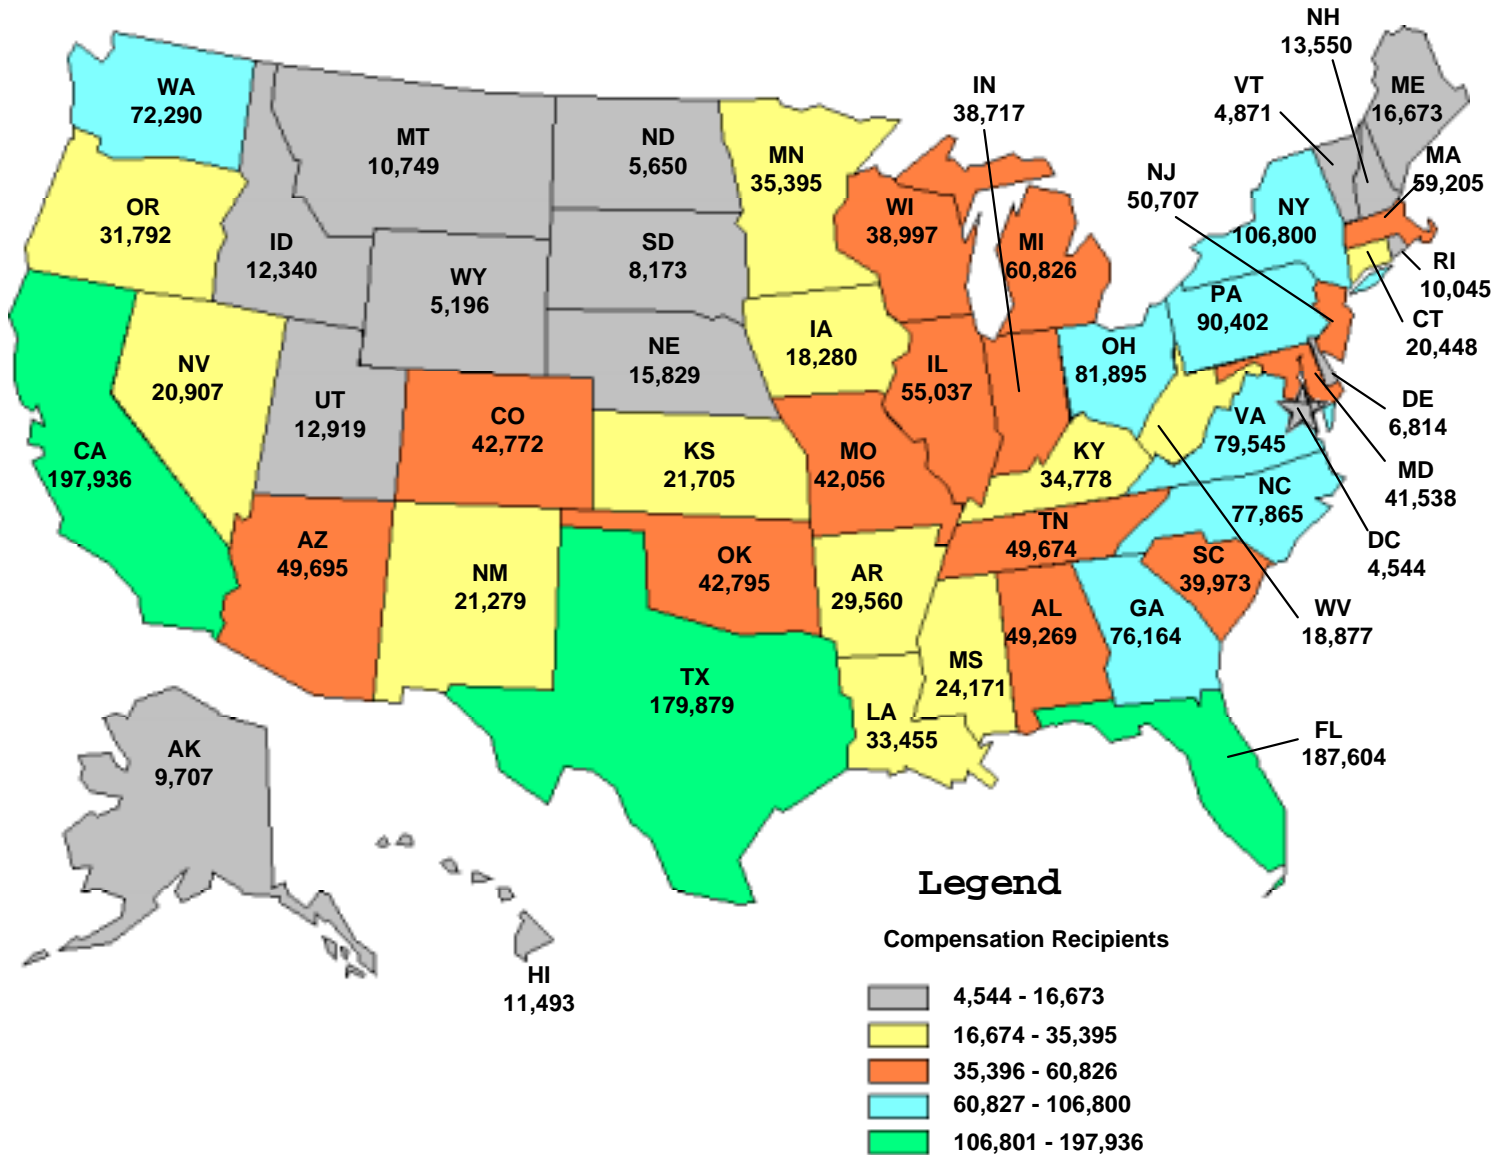 NH
13,550
WA
72,290
IN
38,717
VT
4,871
ME
16,673
MT
10,749
ND
5,650
MN
35,395
MA
59,205
NJ
50,707
OR
31,792
ID
12,340
SD
8,173
WI
38,997
MI
60,826
NY
106,800
WY
5,196
RI
10,045
PA
90,402
CT
20,448
IA
18,280
NE
15,829
OH
81,895
NV
20,907
IL
55,037
UT
12,919
CO
42,772
DE
6,814
VA
79,545
CA
197,936
KS
21,705
MO
42,056
KY
34,778
MD
41,538
NC
77,865
TN
49,674
DC
4,544
AZ
49,695
NM
21,279
OK
42,795
AR
29,560
SC
39,973
AL
49,269
GA
76,164
WV
18,877
MS
24,171
TX
179,879
LA
33,455
FL
187,604
AK
9,707
HI
11,493
Legend
Compensation Recipients
4,544 - 16,673
16,674 - 35,395
35,396 - 60,826
60,827 - 106,800
106,801 - 197,936